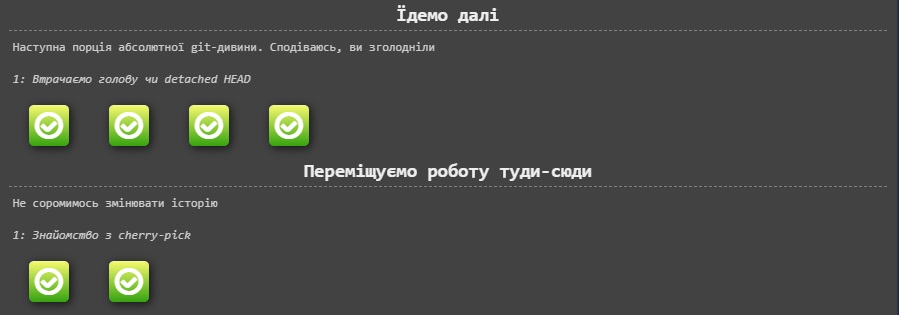 Їдемо далі
Наступна порція абсолютної git-дивини. Сподіваюсь, ви зголодніли
1: Втрачаємо голову чи detached HEAD
Переміщуємо роботу туди-сюди
Не соромимось змінювати історію
1: Знайомство з cherry-pick